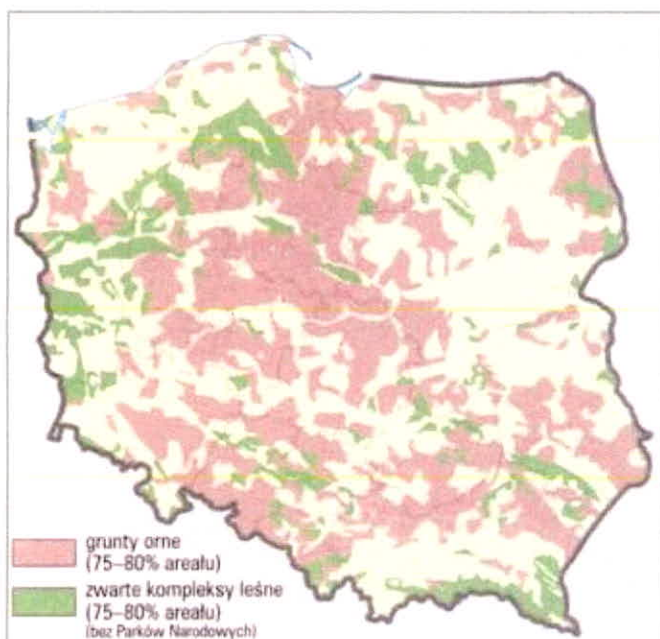 grunty orne
(75–80% areału)
zwarte kompleksy leśne
(75–80% areału)
(bez Parków Narodowych)